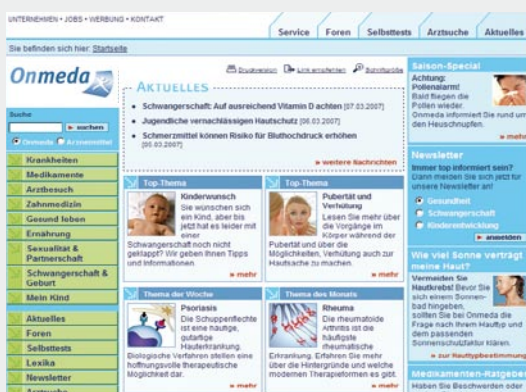 UNTERNEHMEN • JOBS • WERBUNG • KONTAKT
Service Foren Selbsttests Arztsuche Aktuelles
Sie befinden sich hier: Startseite
Onmeda
Suche
suchen
Onmeda Arzneimittel
Krankheiten
Medikamente
Arztbesuch
Zahnmedizin
Gesund leben
Ernährung
Sexualität &
Partnerschaft
Schwangerschaft &
Geburt
Mein Kind
Aktuelles
Foren
Selbsttests
Lexika
Newsletter
Arztsuche
Druckversion Link empfehlen Schriftgröße
AKTUELLES
• Schwangerschaft: Auf ausreichend Vitamin D achten [07.03.2007]
• Jugendliche vernachlässigen Hautschutz [06.03.2007]
• Schmerzmittel können Risiko für Bluthochdruck erhöhen
[05.03.2007]
» weitere Nachrichten
Top-Thema
Kinderwunsch
Sie wünschen sich
ein Kind, aber bis
jetzt hat es leider mit
einer
Schwangerschaft noch nicht
geklappt? Wir geben Ihnen Tipps
und Informationen.
» mehr
Top-Thema
Pubertät und
Verhütung
Lesen Sie mehr über
die Vorgänge im
Körper während der
Pubertät und über die
Möglichkeiten, Verhütung auch zur
Hautsache zu machen.
» mehr
Thema der Woche
Psoriasis
Die Schuppenflechte
ist eine häufige,
gutartige
Hauterkrankung.
Biologische Verfahren stellen eine
hoffnungsvolle therapeutische
Möglichkeit dar.
» mehr
Thema des Monats
Rheuma
Die rheumatoide
Arthritis ist die
häufigste
rheumatische
Erkrankung. Erfahren Sie mehr
über die Hintergründe und welche
modernen Therapieformen es gibt.
» mehr
Saison-Special
Achtung:
Pollenalarm!
Bald fliegen die
Pollen wieder.
Onmeda informiert Sie rund um
den Heuschnupfen.
» mehr
Newsletter
Immer top informiert sein?
Dann melden Sie sich jetzt für
unsere Newsletter an!
Gesundheit
Schwangerschaft
Kinderentwicklung
anmelden
Wie viel Sonne verträgt
meine Haut?
Vermeiden Sie
Hautkrebs! Bevor Sie
sich einem Sonnen-
bad hingeben,
sollten Sie bei Onmeda die
Frage nach Ihrem Hauttyp und
dem passenden
Sonnenschutzfaktor klären.
» zur Hauttypbestimmung
Medikamenten-Ratgeber
Haben Sie Beschwerden oder